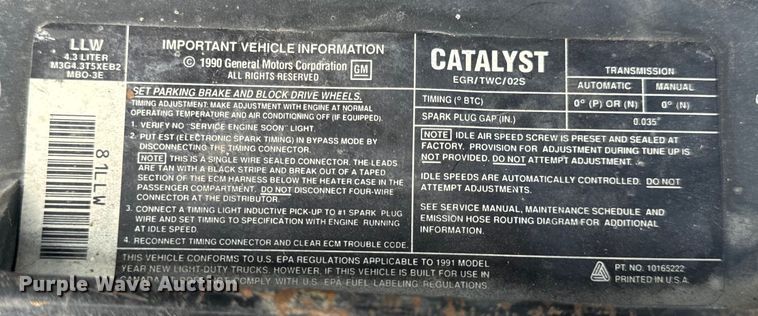 LLW
4.3 LITER
M3G4.3T5XEB2
MBO-3E
81LLW
IMPORTANT VEHICLE INFORMATION
© 1990 General Motors Corporation
ALL RIGHTS RESERVED
GM
SET PARKING BRAKE AND BLOCK DRIVE WHEELS.
TIMING ADJUSTMENT: MAKE ADJUSTMENT WITH ENGINE AT NORMAL
OPERATING TEMPERATURE AND AIR CONDITIONING OFF (IF EQUIPPED).
1. VERIFY NO "SERVICE ENGINE SOON" LIGHT.
2. PUT EST (ELECTRONIC SPARK TIMING) IN BYPASS MODE BY
DISCONNECTING THE TIMING CONNECTOR.
NOTE THIS IS A SINGLE WIRE SEALED CONNECTOR. THE LEADS
ARE TAN WITH A BLACK STRIPE AND BREAK OUT OF A TAPED
SECTION OF THE ECM HARNESS BELOW THE HEATER CASE IN THE
PASSENGER COMPARTMENT. DO NOT DISCONNECT FOUR-WIRE
CONNECTOR AT THE DISTRIBUTOR.
3. CONNECT A TIMING LIGHT INDUCTIVE PICK-UP TO #1 SPARK PLUG
WIRE AND SET TIMING TO SPECIFICATION WITH ENGINE RUNNING
AT IDLE SPEED.
4. RECONNECT TIMING CONNECTOR AND CLEAR ECM TROUBLE CODE.
THIS VEHICLE CONFORMS TO U.S. EPA REGULATIONS APPLICABLE TO 1991 MODEL
YEAR NEW LIGHT-DUTY TRUCKS. HOWEVER, IF THIS VEHICLE IS BUILT FOR USE IN
CANADA, COMPLY WITH U.S. EPA FUEL LABELING REGULATIONS.
CATALYST
EGR/TWC/02S
TRANSMISSION
AUTOMATIC MANUAL
TIMING (° BTC) 0° (P) OR (N) 0° (N)
SPARK PLUG GAP (IN.) 0.035"
NOTE IDLE AIR SPEED SCREW IS PRESET AND SEALED AT
FACTORY. PROVISION FOR ADJUSTMENT DURING TUNE UP IS
NOT PROVIDED. DO NOT ATTEMPT ADJUSTMENT.
IDLE SPEEDS ARE AUTOMATICALLY CONTROLLED. DO NOT
ATTEMPT ADJUSTMENT.
SEE SERVICE MANUAL, MAINTENANCE SCHEDULE AND
EMISSION HOSE ROUTING DIAGRAM FOR ADDITIONAL
INFORMATION.
PT. NO. 10165222
PRINTED IN U.S.A.
Purple Wave Auction